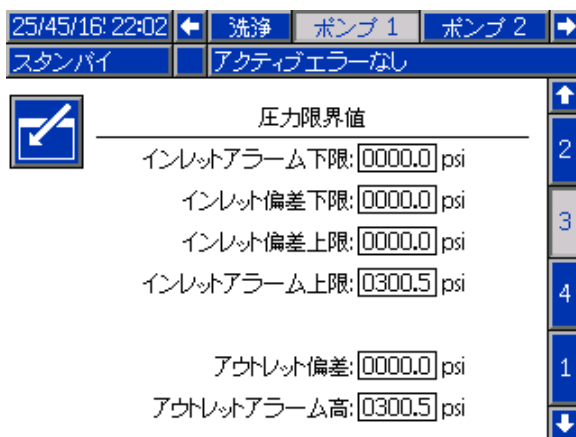 25/45/16' 22:02 洗浄 ポンプ 1 ポンプ 2
スタンバイ アクティブエラーなし
圧力限界値
インレットアラーム下限: 0000.0 psi
インレット偏差下限: 0000.0 psi
インレット偏差上限: 0000.0 psi
インレットアラーム上限: 0300.5 psi
アウトレット偏差: 0000.0 psi
アウトレットアラーム高: 0300.5 psi
2
3
4
1